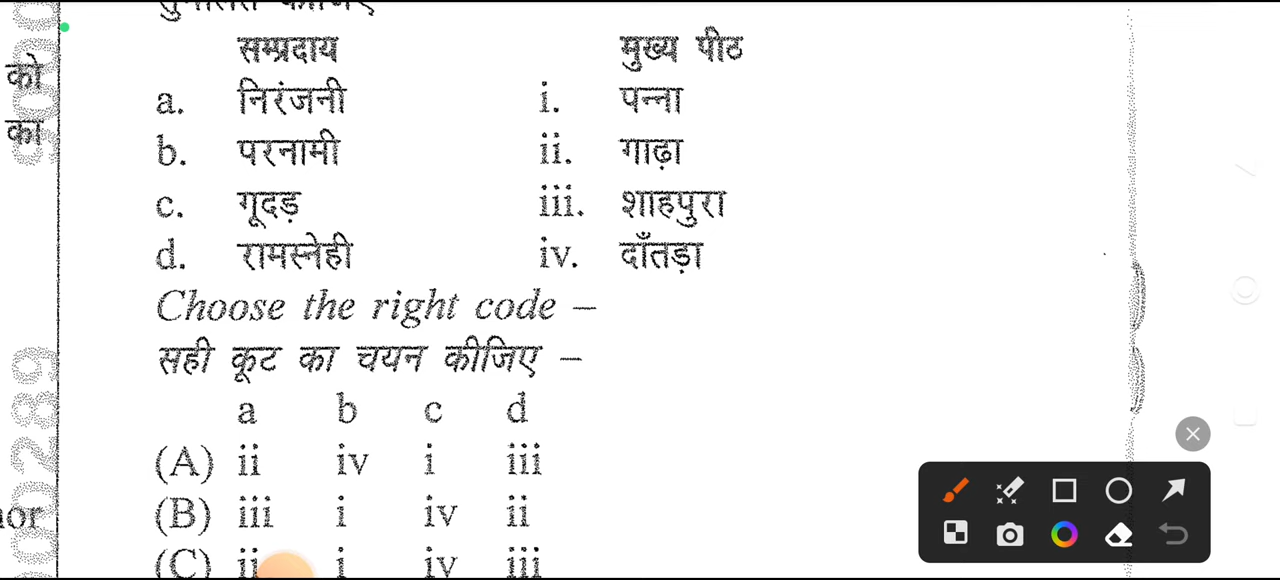 सुमेलित कीजिए
सम्प्रदाय मुख्य पीठ
को
a. निरंजनी i. पन्ना
का
b. परनामी ii. गाढ़ा
c. गूदड़ iii. शाहपुरा
d. रामस्नेही iv. दाँतड़ा
Choose the right code –
सही कूट का चयन कीजिए –
a b c d
(A) ii iv i iii
(B) iii i iv ii
(C) ii i iv iii